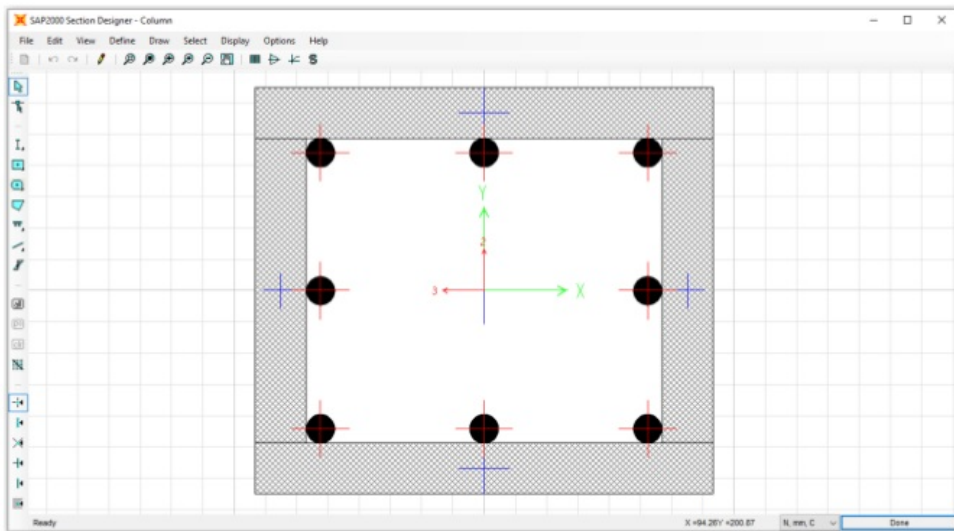 SAP2000 Section Designer - Column
File Edit View Define Draw Select Display Options Help
Y
2
3
X
Ready X =94.26Y +200.87 N, mm, C Done